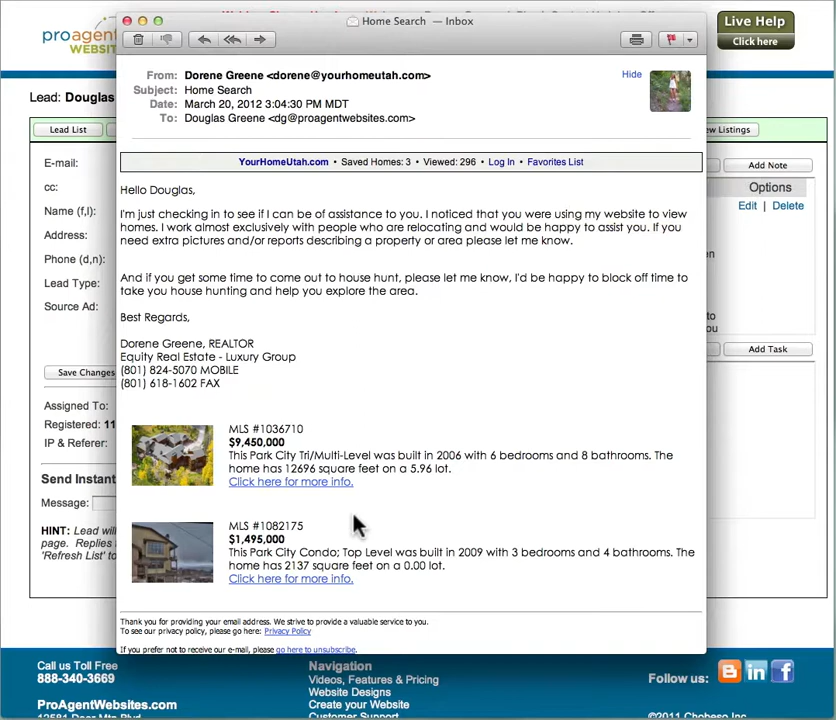 Home Search — Inbox
Live Help
Click here
proagent
WEBSIT
From: Dorene Greene <dorene@yourhomeutah.com>
Hide
Subject: Home Search
Date: March 20, 2012 3:04:30 PM MDT
To: Douglas Greene <dg@proagentwebsites.com>
Lead: Douglas
Lead List
ew Listings
YourHomeUtah.com • Saved Homes: 3 • Viewed: 296 • Log In • Favorites List
E-mail:
cc:
Name (f,l):
Address:
Phone (d,n):
Lead Type:
Source Ad:
Save Changes
Assigned To:
Registered: 11
IP & Referer:
Send Instant
Message:
HINT: Lead will
page. Replies
'Refresh List' to
Hello Douglas,
I'm just checking in to see if I can be of assistance to you. I noticed that you were using my website to view
homes. I work almost exclusively with people who are relocating and would be happy to assist you. If you
need extra pictures and/or reports describing a property or area please let me know.
And if you get some time to come out to house hunt, please let me know, I'd be happy to block off time to
take you house hunting and help you explore the area.
Best Regards,
Dorene Greene, REALTOR
Equity Real Estate - Luxury Group
(801) 824-5070 MOBILE
(801) 618-1602 FAX
MLS #1036710
$9,450,000
This Park City Tri/Multi-Level was built in 2006 with 6 bedrooms and 8 bathrooms. The
home has 12696 square feet on a 5.96 lot.
Click here for more info.
MLS #1082175
$1,495,000
This Park City Condo; Top Level was built in 2009 with 3 bedrooms and 4 bathrooms. The
home has 2137 square feet on a 0.00 lot.
Click here for more info.
Thank you for providing your email address. We strive to provide a valuable service to you.
To see our privacy policy, please go here: Privacy Policy
If you prefer not to receive our e-mail, please go here to unsubscribe.
Add Note
Options
Edit | Delete
en
to
ou
Add Task
Call us Toll Free
888-340-3669
ProAgentWebsites.com
Navigation
Videos, Features & Pricing
Website Designs
Create your Website
Customer Support
Follow us:
©2011 Chobeso Inc